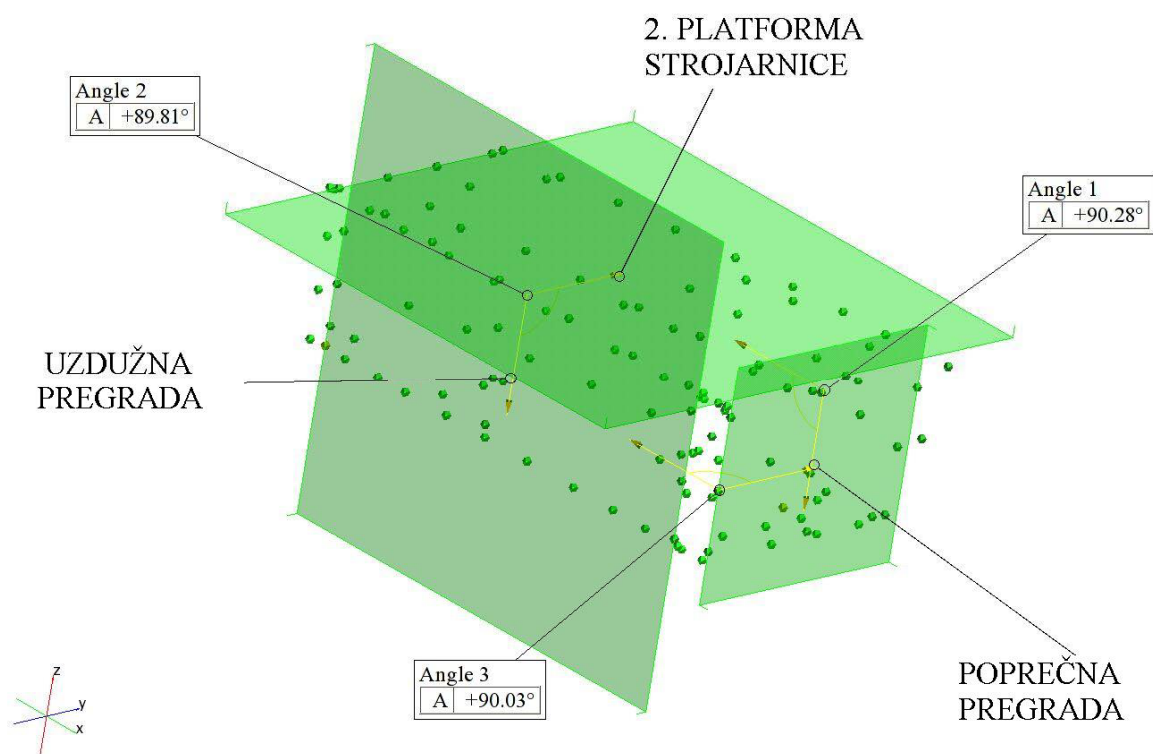 2. PLATFORMA
STROJARNICE
Angle 2
A +89.81°
Angle 1
A +90.28°
UZDUŽNA
PREGRADA
Angle 3
A +90.03°
POPREČNA
PREGRADA
z
y
x